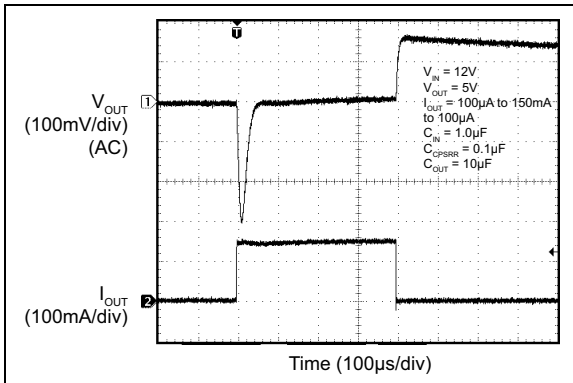 T
1
V_OUT
(100mV/div)
(AC)
V_IN = 12V
V_OUT = 5V
I_OUT = 100µA to 150mA
to 100µA
C_IN = 1.0µF
C_CPSRR = 0.1µF
C_OUT = 10µF
2
I_OUT
(100mA/div)
Time (100µs/div)